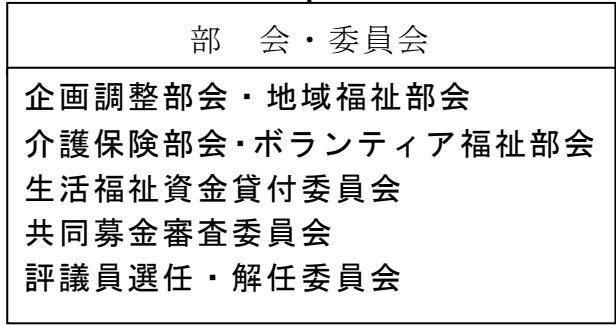 部　会・委員会
企画調整部会・地域福祉部会
介護保険部会・ボランティア福祉部会
生活福祉資金貸付委員会
共同募金審査委員会
評議員選任・解任委員会